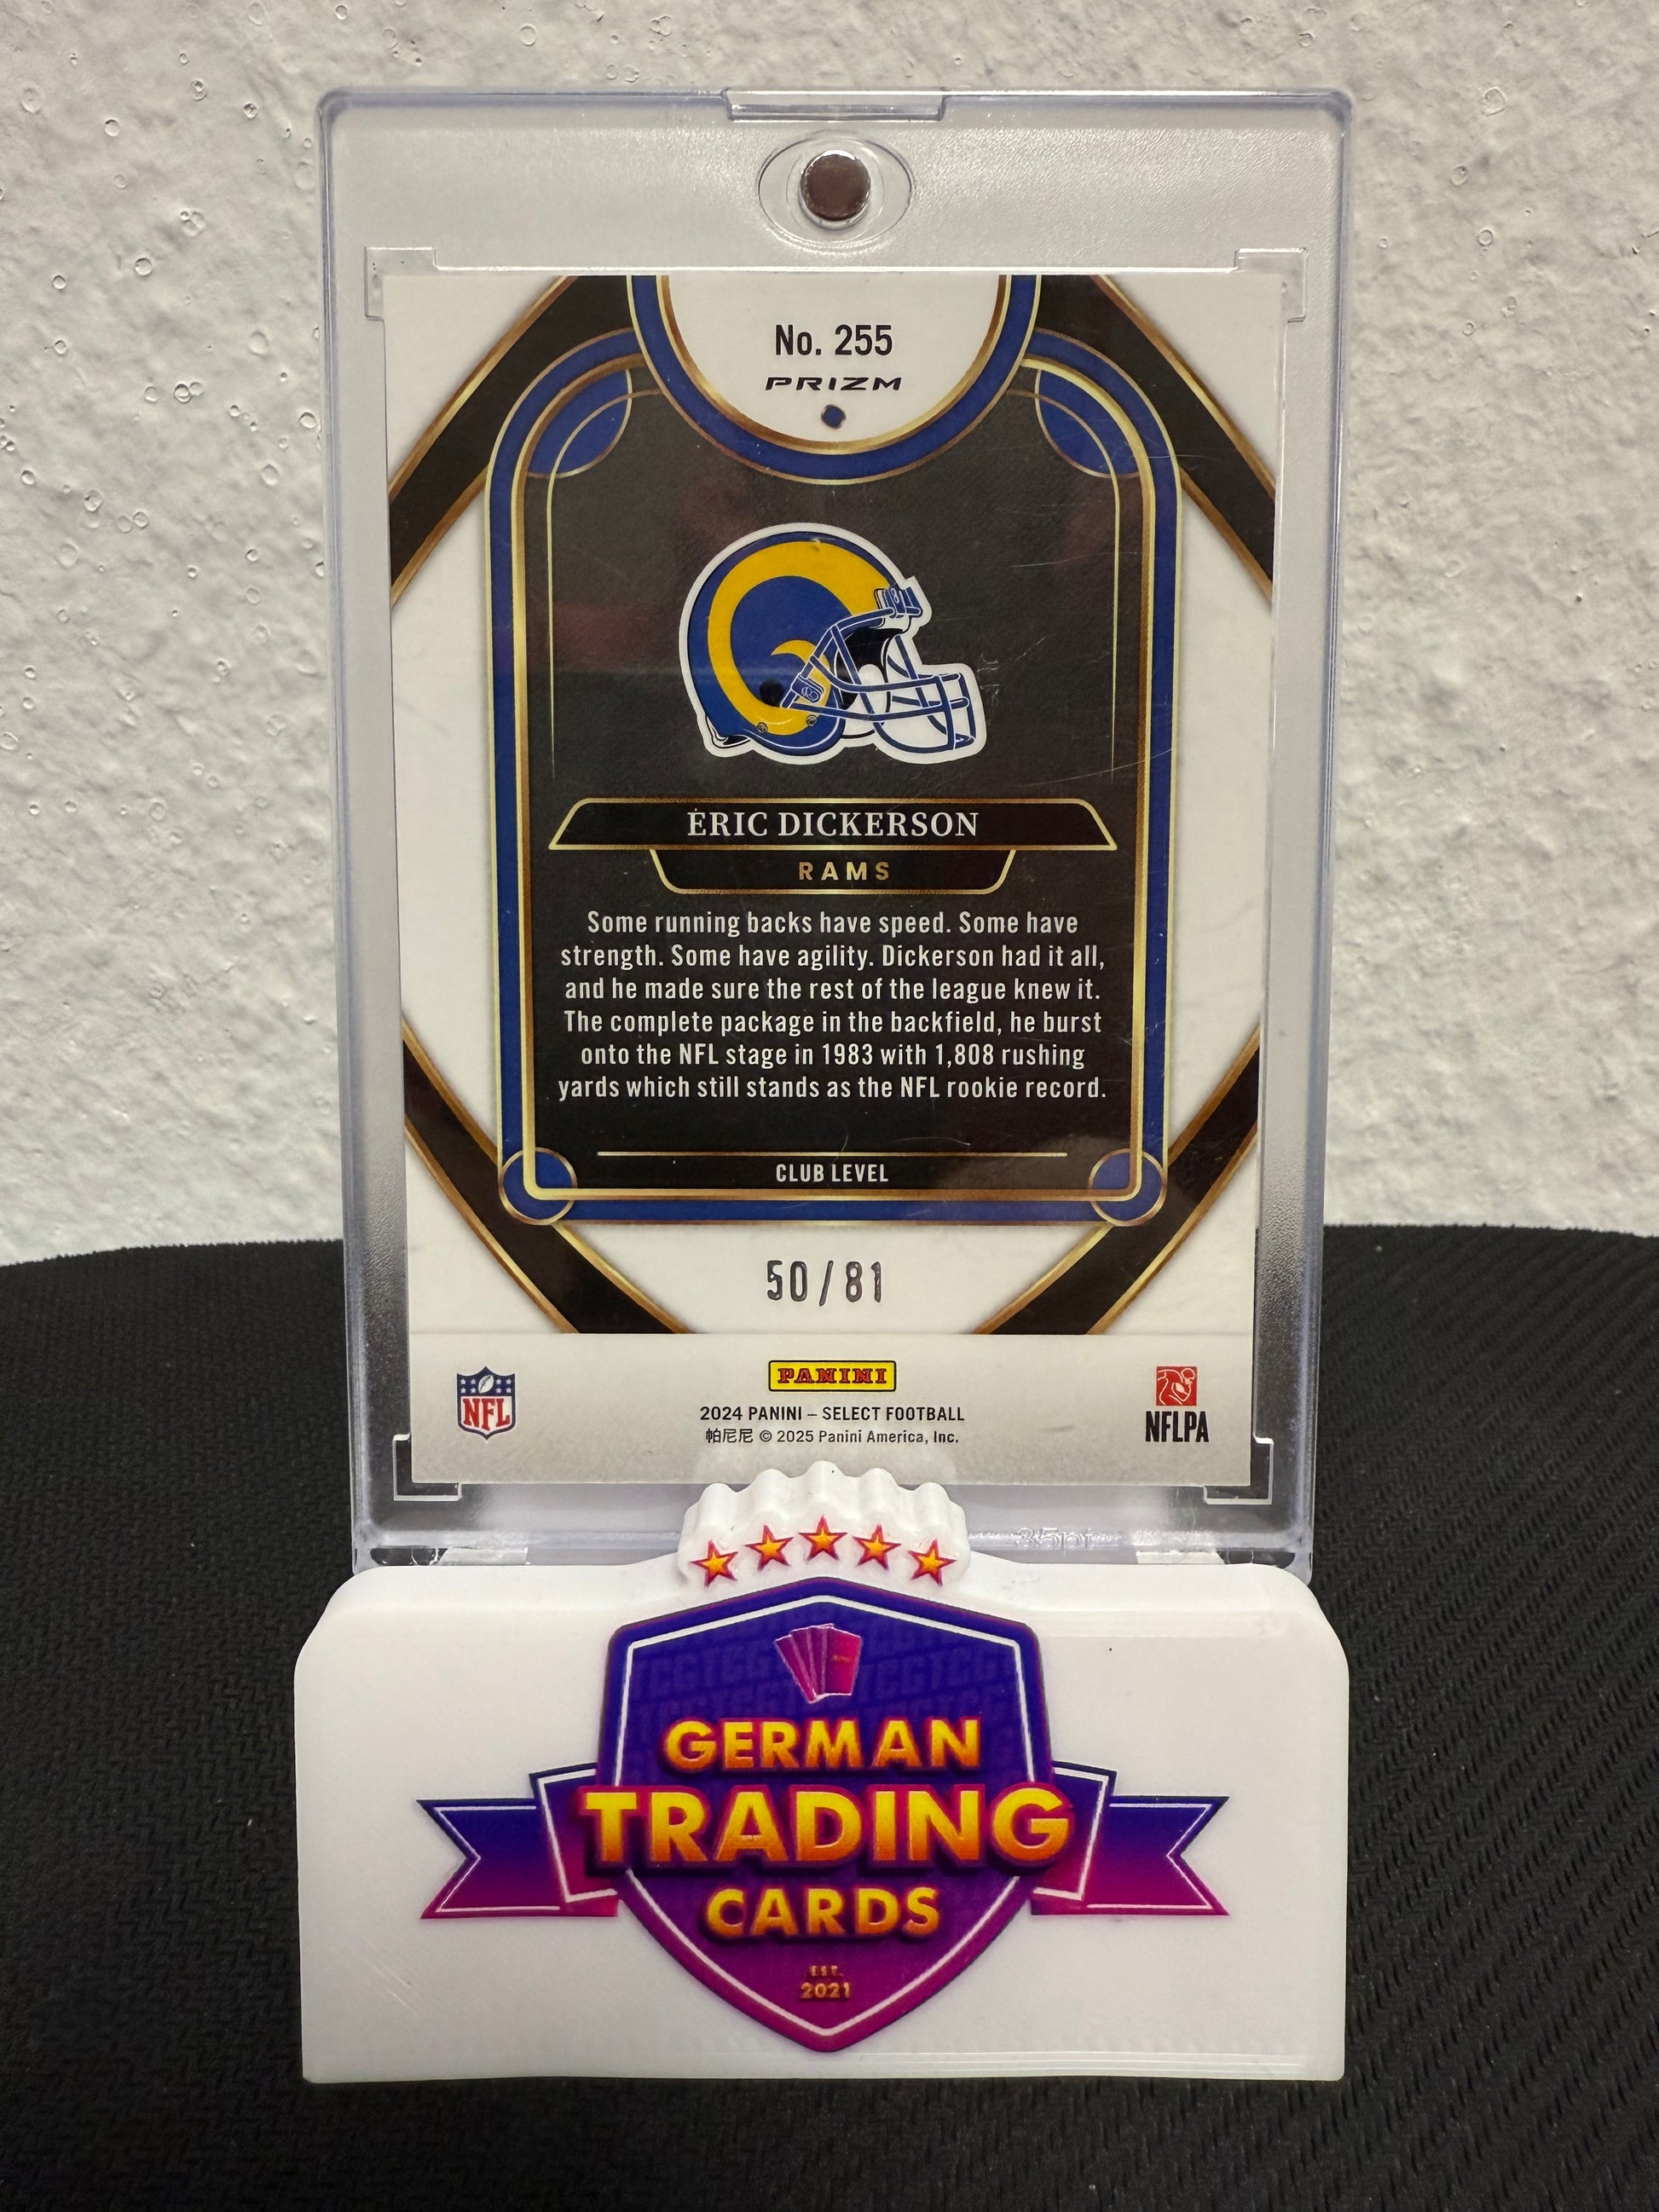 No. 255
PRIZM
ERIC DICKERSON
RAMS
Some running backs have speed. Some have
strength. Some have agility. Dickerson had it all,
and he made sure the rest of the league knew it.
The complete package in the backfield, he burst
onto the NFL stage in 1983 with 1,808 rushing
yards which still stands as the NFL rookie record.
CLUB LEVEL
50/81
NFL
PANINI
NFLPA
2024 PANINI – SELECT FOOTBALL
帕尼尼 © 2025 Panini America, Inc.
35pt
GERMAN
TRADING
CARDS
EST.
2021